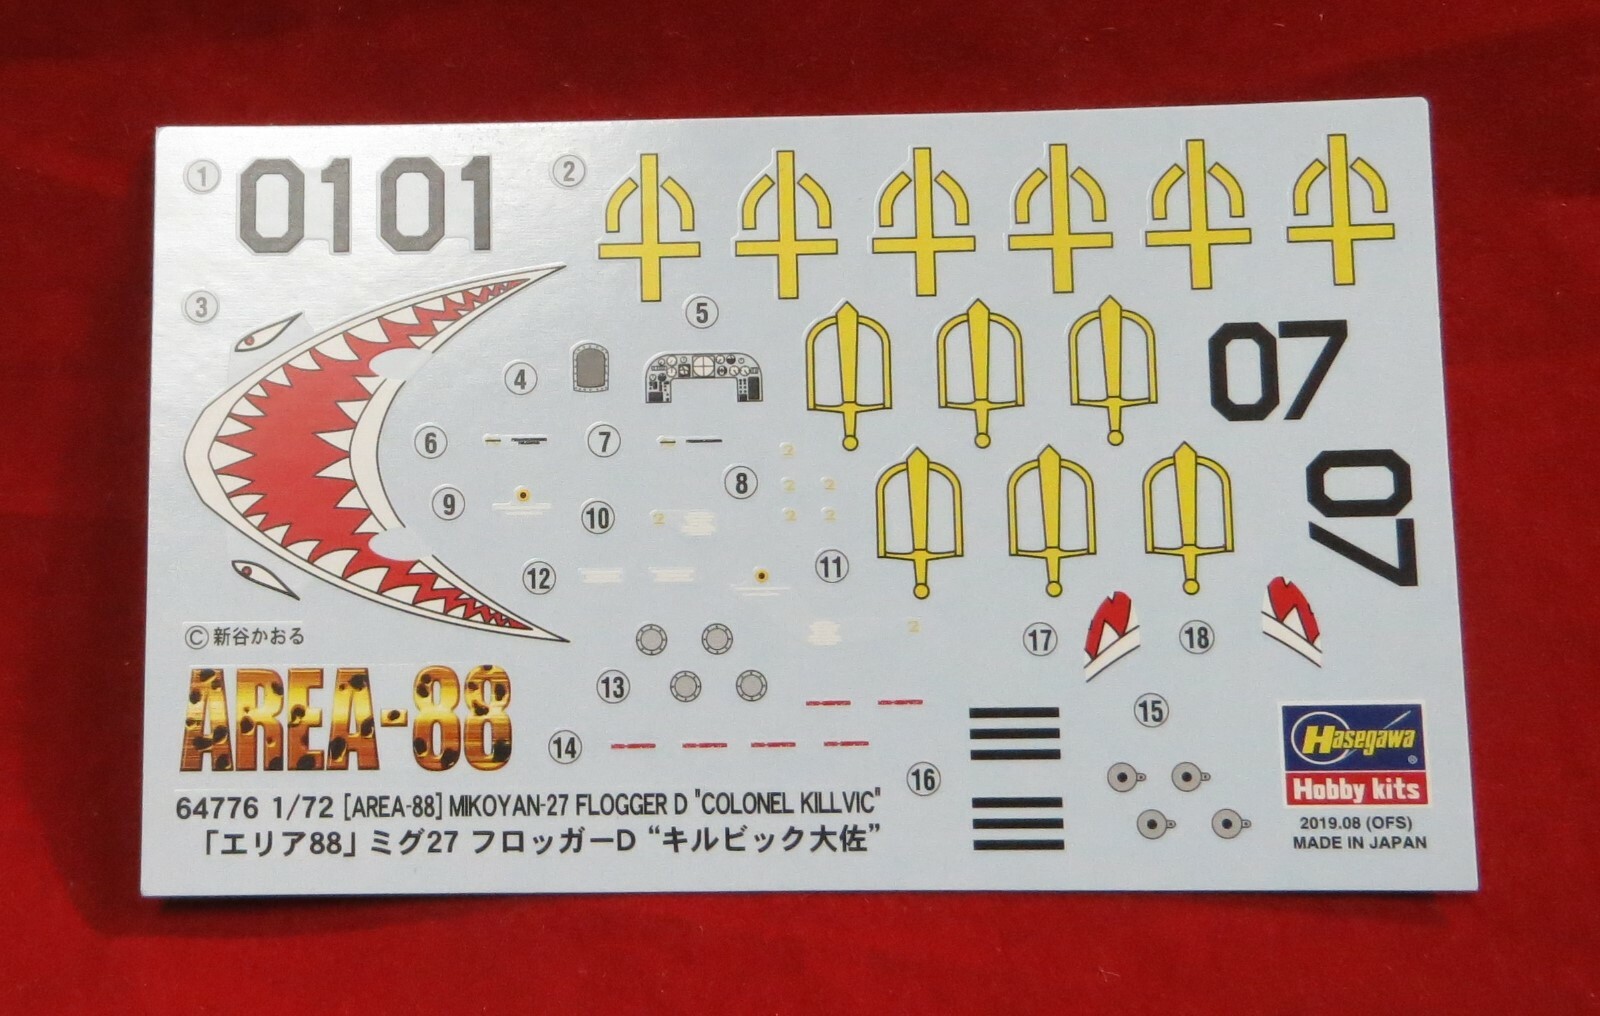 1 0101 2
3
5
4
07
6 7
8
9
10
07
11
12
©新谷かおる
17 18
13
AREA-88
15
14
16
Hasegawa
Hobby kits
64776 1/72 [AREA-88] MIKOYAN-27 FLOGGER D "COLONEL KILLVIC"
「エリア88」ミグ27 フロッガーD “キルビック大佐”
2019.08 (OFS)
MADE IN JAPAN